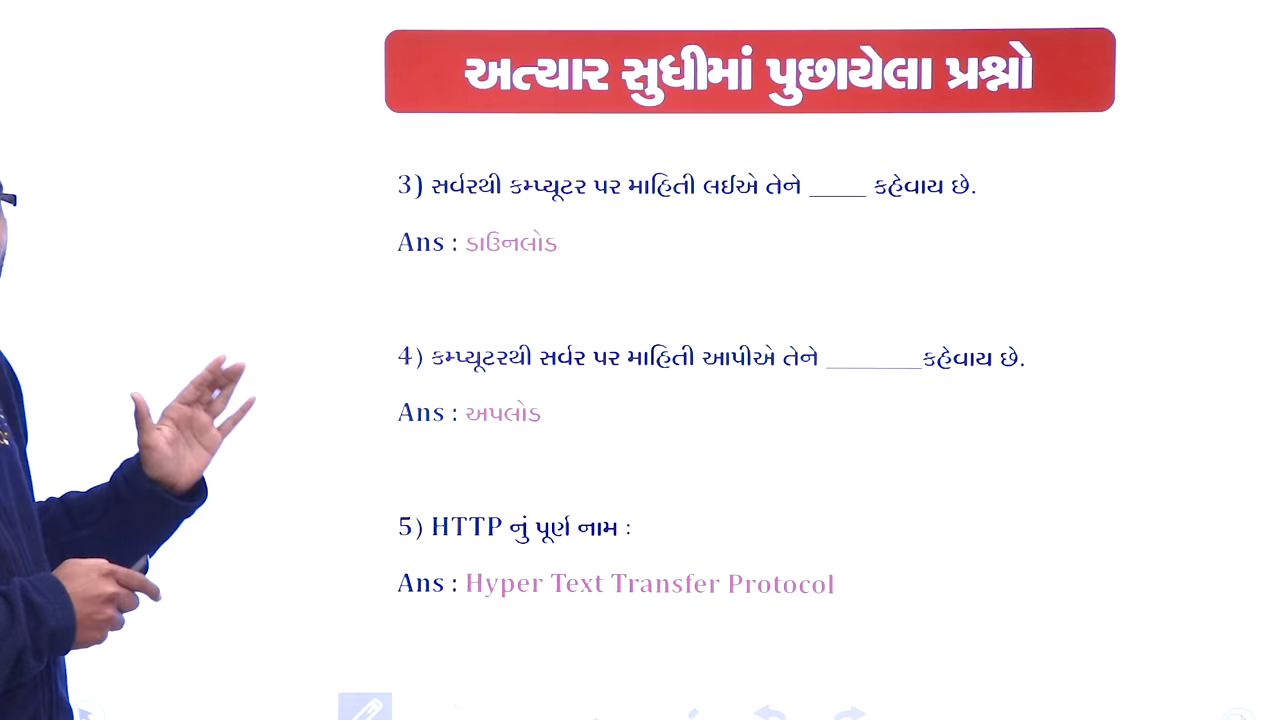 અત્યાર સુધીમાં પુછાયેલા પ્રશ્નો
3) સર્વરથી કમ્પ્યૂટર પર માહિતી લઈએ તેને _____ કહેવાય છે.
Ans : ડાઉનલોડ
4) કમ્પ્યૂટરથી સર્વર પર માહિતી આપીએ તેને ________કહેવાય છે.
Ans : અપલોડ
5) HTTP નું પૂર્ણ નામ :
Ans : Hyper Text Transfer Protocol